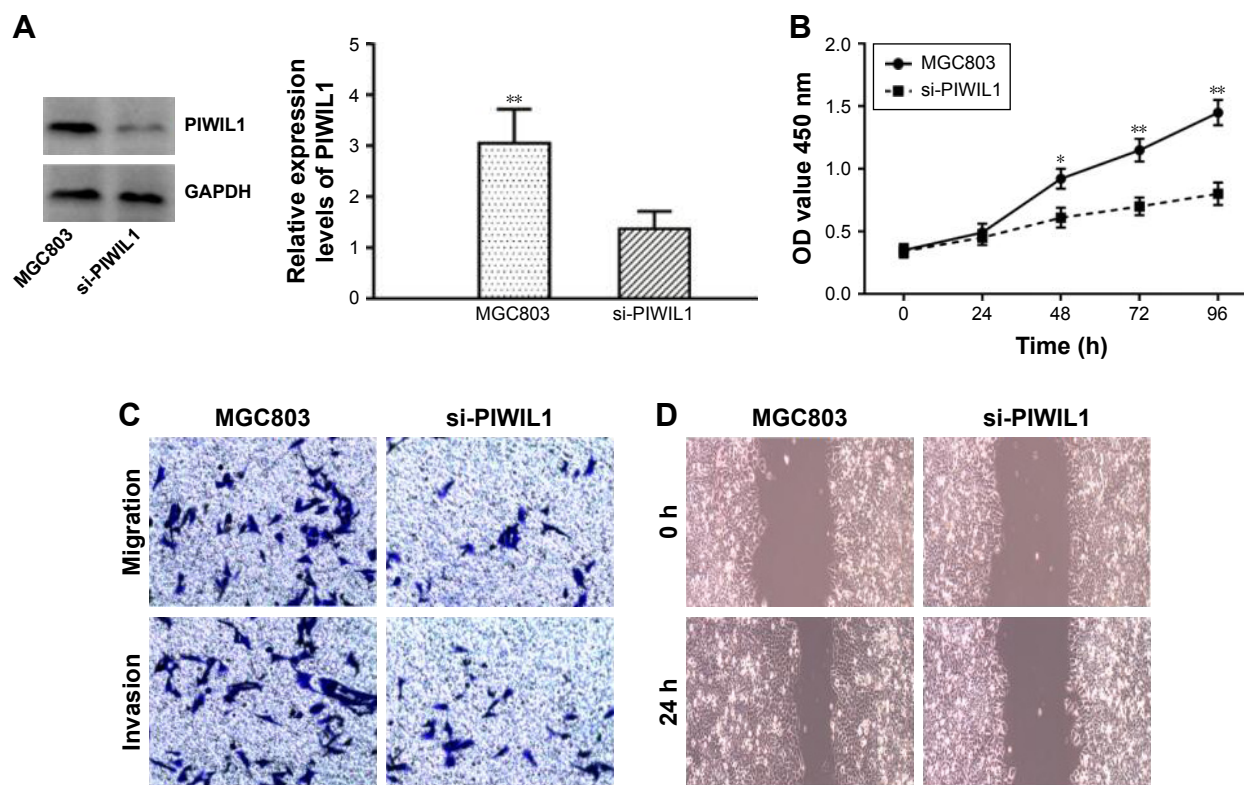 A
PIWIL1
GAPDH
MGC803
si-PIWIL1
Relative expression
levels of PIWIL1
5
4
3
2
1
0
**
MGC803
si-PIWIL1
B
OD value 450 nm
2.0
1.5
1.0
0.5
0.0
MGC803
si-PIWIL1
*
**
**
0 24 48 72 96
Time (h)
C
MGC803 si-PIWIL1
Migration
Invasion
D
MGC803 si-PIWIL1
0 h
24 h